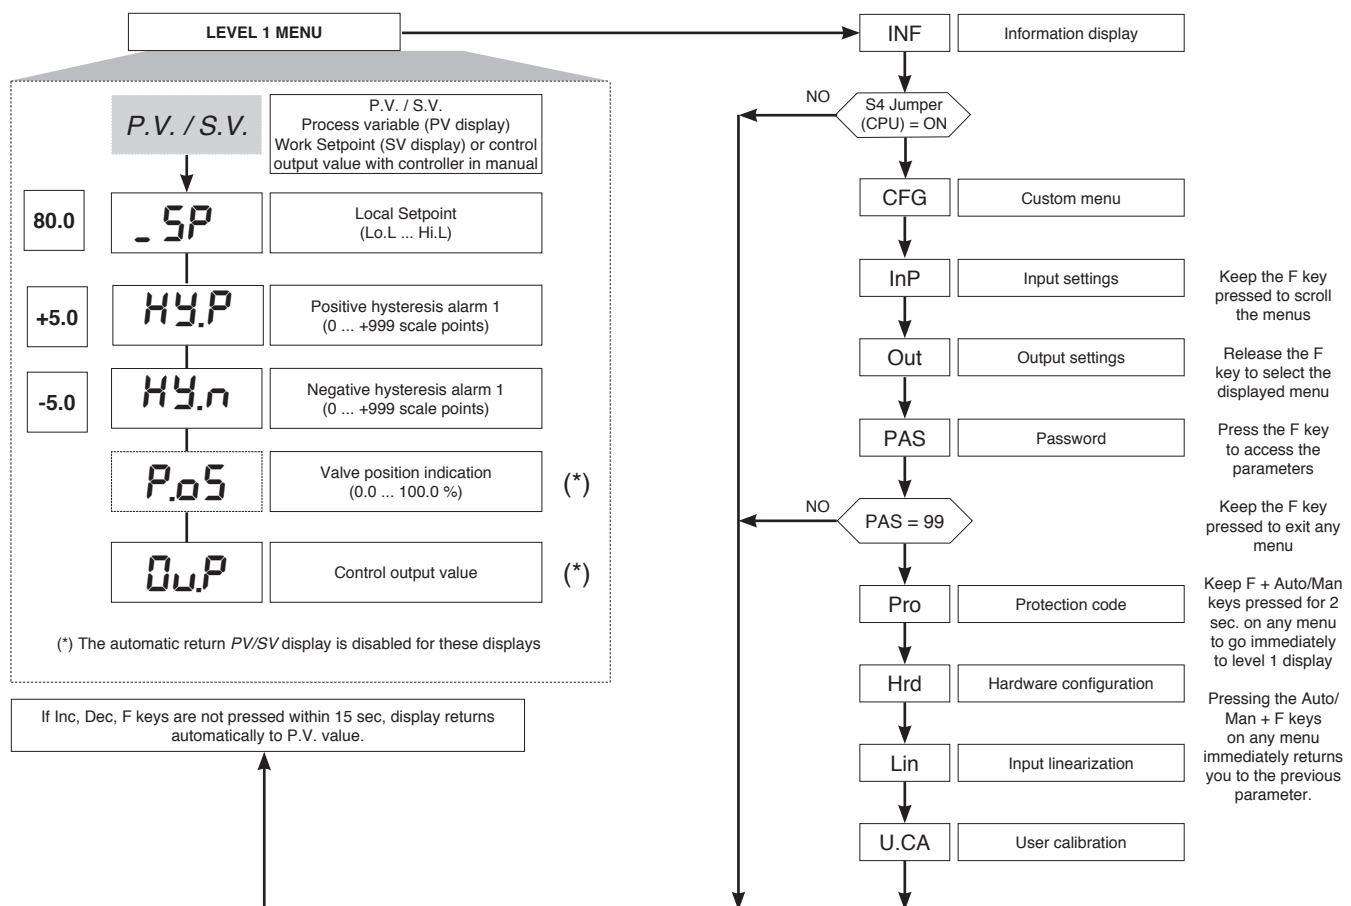 LEVEL 1 MENU
P.V. / S.V.
P.V. / S.V.
Process variable (PV display)
Work Setpoint (SV display) or control
output value with controller in manual
80.0
_SP
Local Setpoint
(Lo.L ... Hi.L)
+5.0
HY.P
Positive hysteresis alarm 1
(0 ... +999 scale points)
-5.0
HY.n
Negative hysteresis alarm 1
(0 ... +999 scale points)
P.oS
Valve position indication
(0.0 ... 100.0 %)
(*)
Ou.P
Control output value
(*)
(*) The automatic return PV/SV display is disabled for these displays
If Inc, Dec, F keys are not pressed within 15 sec, display returns
automatically to P.V. value.
INF
Information display
NO
S4 Jumper
(CPU) = ON
CFG
Custom menu
InP
Input settings
Out
Output settings
PAS
Password
NO
PAS = 99
Pro
Protection code
Hrd
Hardware configuration
Lin
Input linearization
U.CA
User calibration
Keep the F key
pressed to scroll
the menus
Release the F
key to select the
displayed menu
Press the F key
to access the
parameters
Keep the F key
pressed to exit any
menu
Keep F + Auto/Man
keys pressed for 2
sec. on any menu
to go immediately
to level 1 display
Pressing the Auto/
Man + F keys
on any menu
immediately returns
you to the previous
parameter.